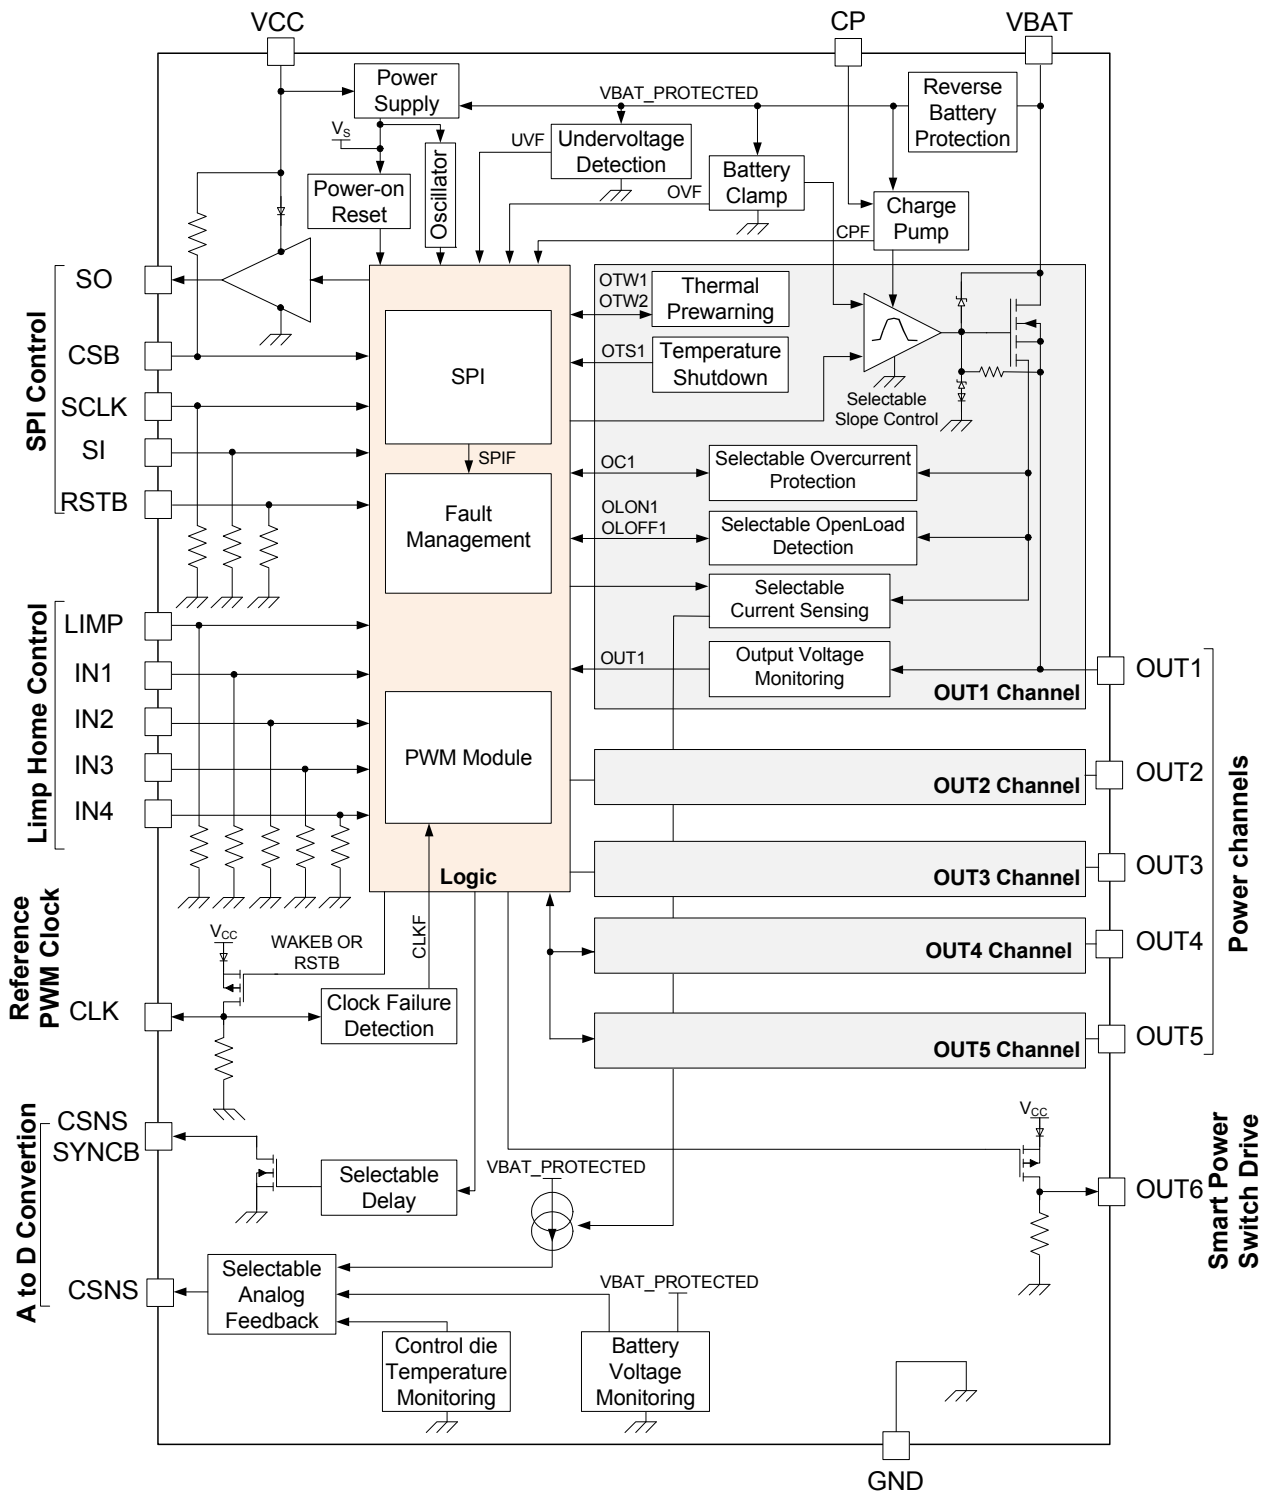 VCC
CP
VBAT
Power
Supply
VBAT_PROTECTED
Reverse
Battery
Protection
VS
UVF
Undervoltage
Detection
Oscillator
Power-on
Reset
Battery
Clamp
OVF
Charge
Pump
CPF
SPI Control
SO
CSB
SCLK
SI
RSTB
SPI
SPIF
Fault
Management
PWM Module
Logic
OTW1
OTW2
Thermal
Prewarning
OTS1
Temperature
Shutdown
Selectable
Slope Control
OC1
Selectable Overcurrent
Protection
OLON1
OLOFF1
Selectable OpenLoad
Detection
Selectable
Current Sensing
OUT1
Output Voltage
Monitoring
OUT1 Channel
OUT1
Limp Home Control
LIMP
IN1
IN2
IN3
IN4
OUT2 Channel
OUT2
OUT3 Channel
OUT3
OUT4 Channel
OUT4
OUT5 Channel
OUT5
Power channels
Reference
PWM Clock
CLK
VCC
WAKEB OR
RSTB
CLKF
Clock Failure
Detection
A to D Convertion
CSNS
SYNCB
Selectable
Delay
VBAT_PROTECTED
VCC
OUT6
Smart Power
Switch Drive
CSNS
Selectable
Analog
Feedback
VBAT_PROTECTED
Control die
Temperature
Monitoring
Battery
Voltage
Monitoring
GND